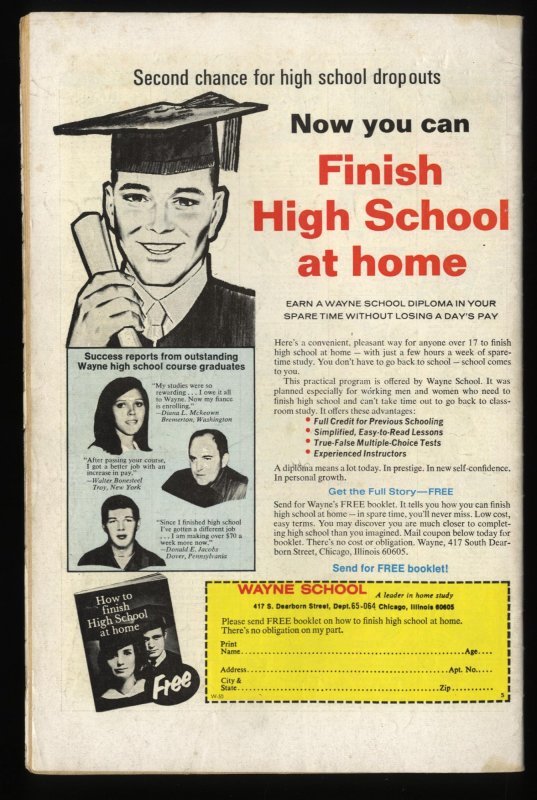 Second chance for high school dropouts
Now you can
Finish
High School
at home
EARN A WAYNE SCHOOL DIPLOMA IN YOUR
SPARE TIME WITHOUT LOSING A DAY'S PAY
Here's a convenient, pleasant way for anyone over 17 to finish
high school at home — with just a few hours a week of spare-
time study. You don't have to go back to school — school comes
to you.
This practical program is offered by Wayne School. It was
planned especially for working men and women who need to
finish high school and can't take time out to go back to class-
room study. It offers these advantages:
• Full Credit for Previous Schooling
• Simplified, Easy-to-Read Lessons
• True-False Multiple-Choice Tests
• Experienced Instructors
A diploma means a lot today. In prestige. In new self-confidence.
In personal growth.
Get the Full Story—FREE
Send for Wayne's FREE booklet. It tells you how you can finish
high school at home — in spare time, you'll never miss. Low cost,
easy terms. You may discover you are much closer to complet-
ing high school than you imagined. Mail coupon below today for
booklet. There's no cost or obligation. Wayne, 417 South Dear-
born Street, Chicago, Illinois 60605.
Send for FREE booklet!
Success reports from outstanding
Wayne high school course graduates
"My studies were so
rewarding . . . I owe it all
to Wayne. Now my fiance
is enrolling."
—Diana L. Mckeown
Bremerton, Washington
"After passing your course,
I got a better job with an
increase in pay."
—Walter Bonesteel
Troy, New York
"Since I finished high school
I've gotten a different job
. . . I am making over $70 a
week more now."
—Donald E. Jacobs
Dover, Pennsylvania
How to
finish
High School
at home
Free
WAYNE SCHOOL A leader in home study
417 S. Dearborn Street, Dept. 65-064 Chicago, Illinois 60605
Please send FREE booklet on how to finish high school at home.
There's no obligation on my part.
Print
Name Age
Address Apt. No.
City &
State Zip
W-55 5